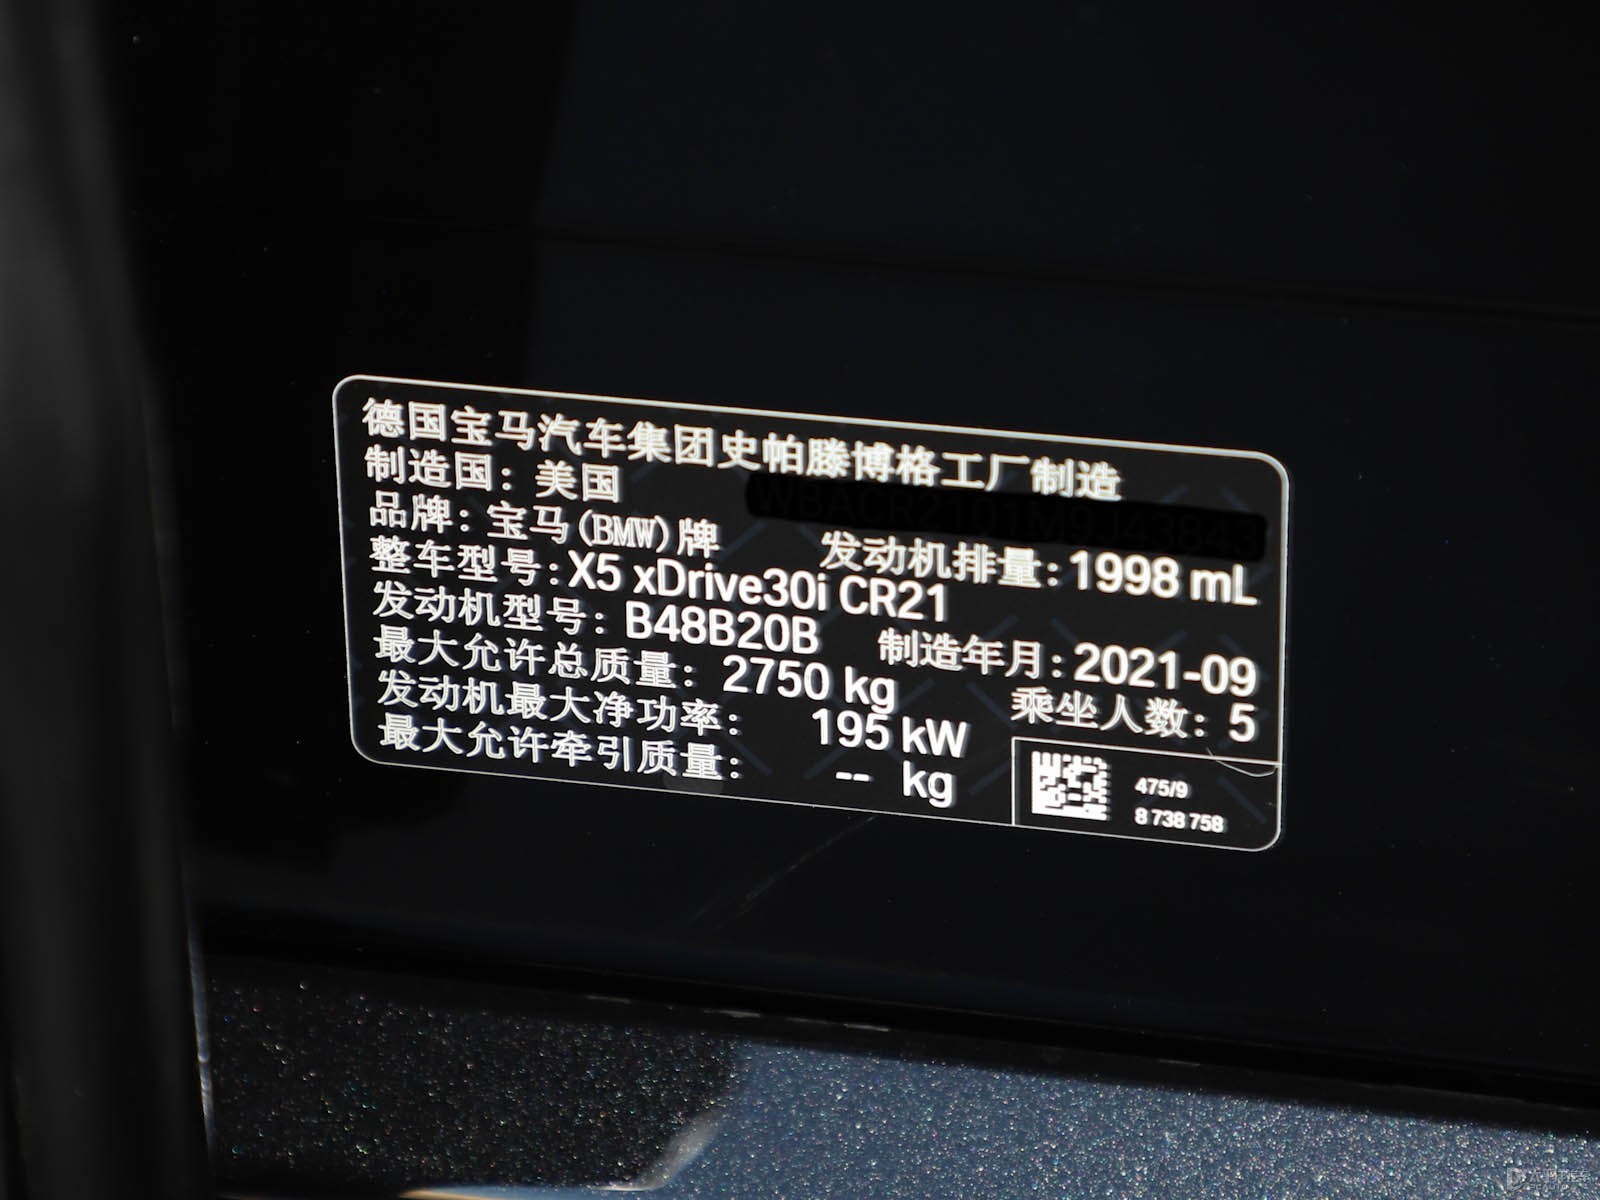 德国宝马汽车集团史帕滕博格工厂制造
制造国：美国
品牌：宝马(BMW)牌 发动机排量：1998 mL
整车型号：X5 xDrive30i CR21
发动机型号：B48B20B 制造年月：2021-09
最大允许总质量：2750 kg 乘坐人数：5
发动机最大净功率：195 kW
最大允许牵引质量：-- kg
475/9
8 738 758